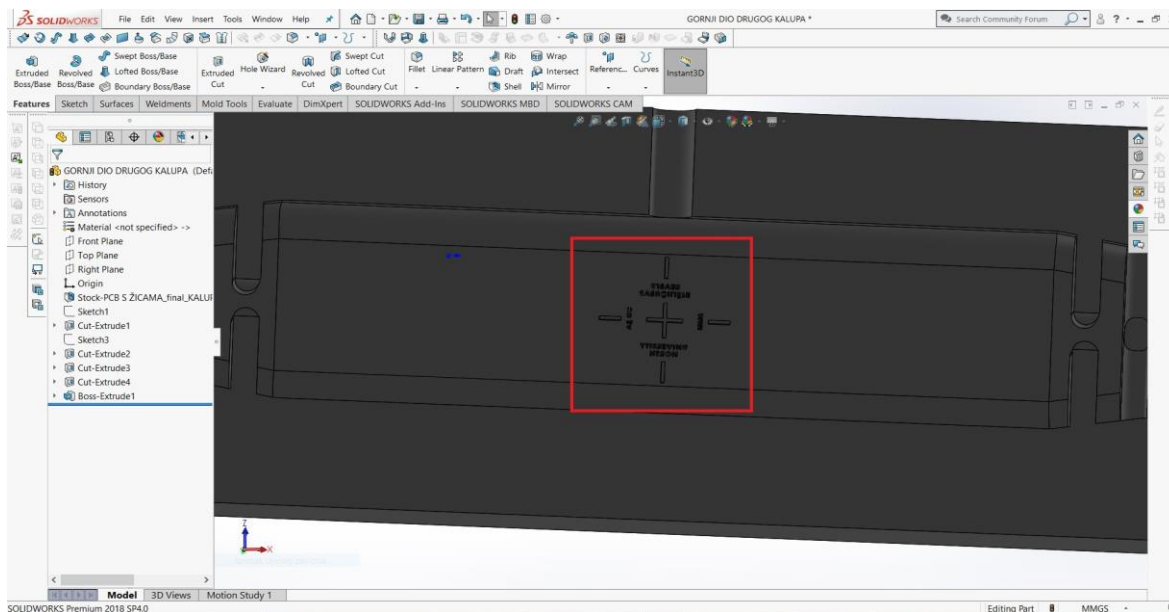 SOLIDWORKS File Edit View Insert Tools Window Help GORNJI DIO DRUGOG KALUPA * Search Community Forum
Extruded Boss/Base
Revolved Boss/Base
Swept Boss/Base
Lofted Boss/Base
Boundary Boss/Base
Extruded Cut
Hole Wizard
Revolved Cut
Swept Cut
Lofted Cut
Boundary Cut
Fillet
Linear Pattern
Rib
Draft
Shell
Wrap
Intersect
Mirror
Referenc...
Curves
Instant3D
Features Sketch Surfaces Weldments Mold Tools Evaluate DimXpert SOLIDWORKS Add-Ins SOLIDWORKS MBD SOLIDWORKS CAM
GORNJI DIO DRUGOG KALUPA (Defa
History
Sensors
Annotations
Material <not specified> ->
Front Plane
Top Plane
Right Plane
Origin
Stock-PCB S ŽICAMA_final_KALUP
Sketch1
Cut-Extrude1
Sketch3
Cut-Extrude2
Cut-Extrude3
Cut-Extrude4
Boss-Extrude1
Z
X
Model 3D Views Motion Study 1
SOLIDWORKS Premium 2018 SP4.0 Editing Part MMGS